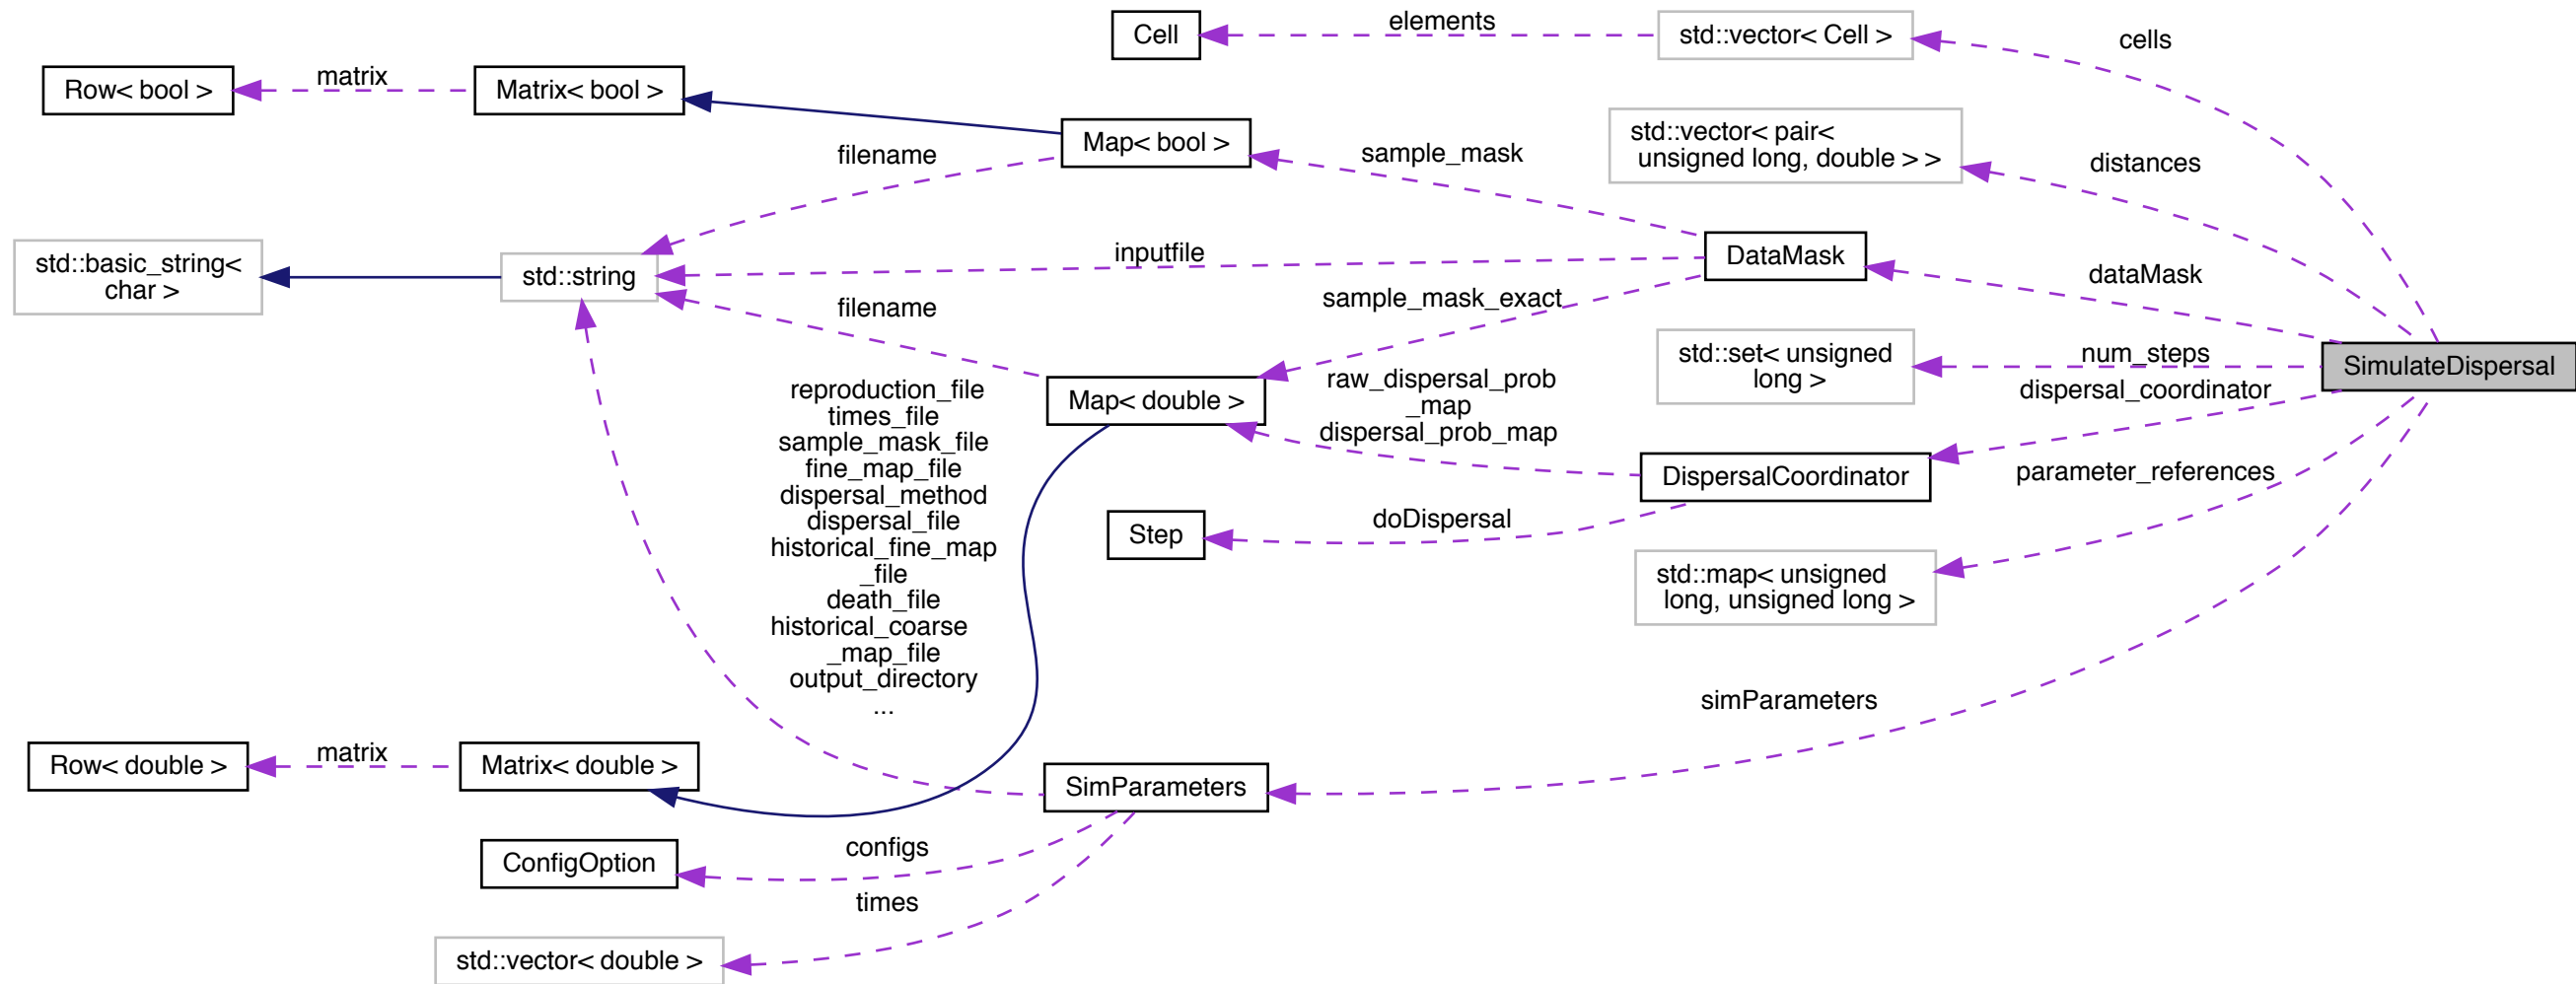 Cell
elements
std::vector< Cell >
cells
Row< bool >
matrix
Matrix< bool >
Map< bool >
std::vector< pair<
unsigned long, double > >
distances
filename
sample_mask
std::basic_string<
char >
std::string
inputfile
DataMask
dataMask
filename
sample_mask_exact
std::set< unsigned
long >
num_steps
SimulateDispersal
dispersal_coordinator
reproduction_file
times_file
sample_mask_file
fine_map_file
dispersal_method
dispersal_file
historical_fine_map
_file
death_file
historical_coarse
_map_file
output_directory
...
Map< double >
raw_dispersal_prob
_map
dispersal_prob_map
DispersalCoordinator
parameter_references
Step
doDispersal
std::map< unsigned
long, unsigned long >
simParameters
Row< double >
matrix
Matrix< double >
SimParameters
ConfigOption
configs
times
std::vector< double >